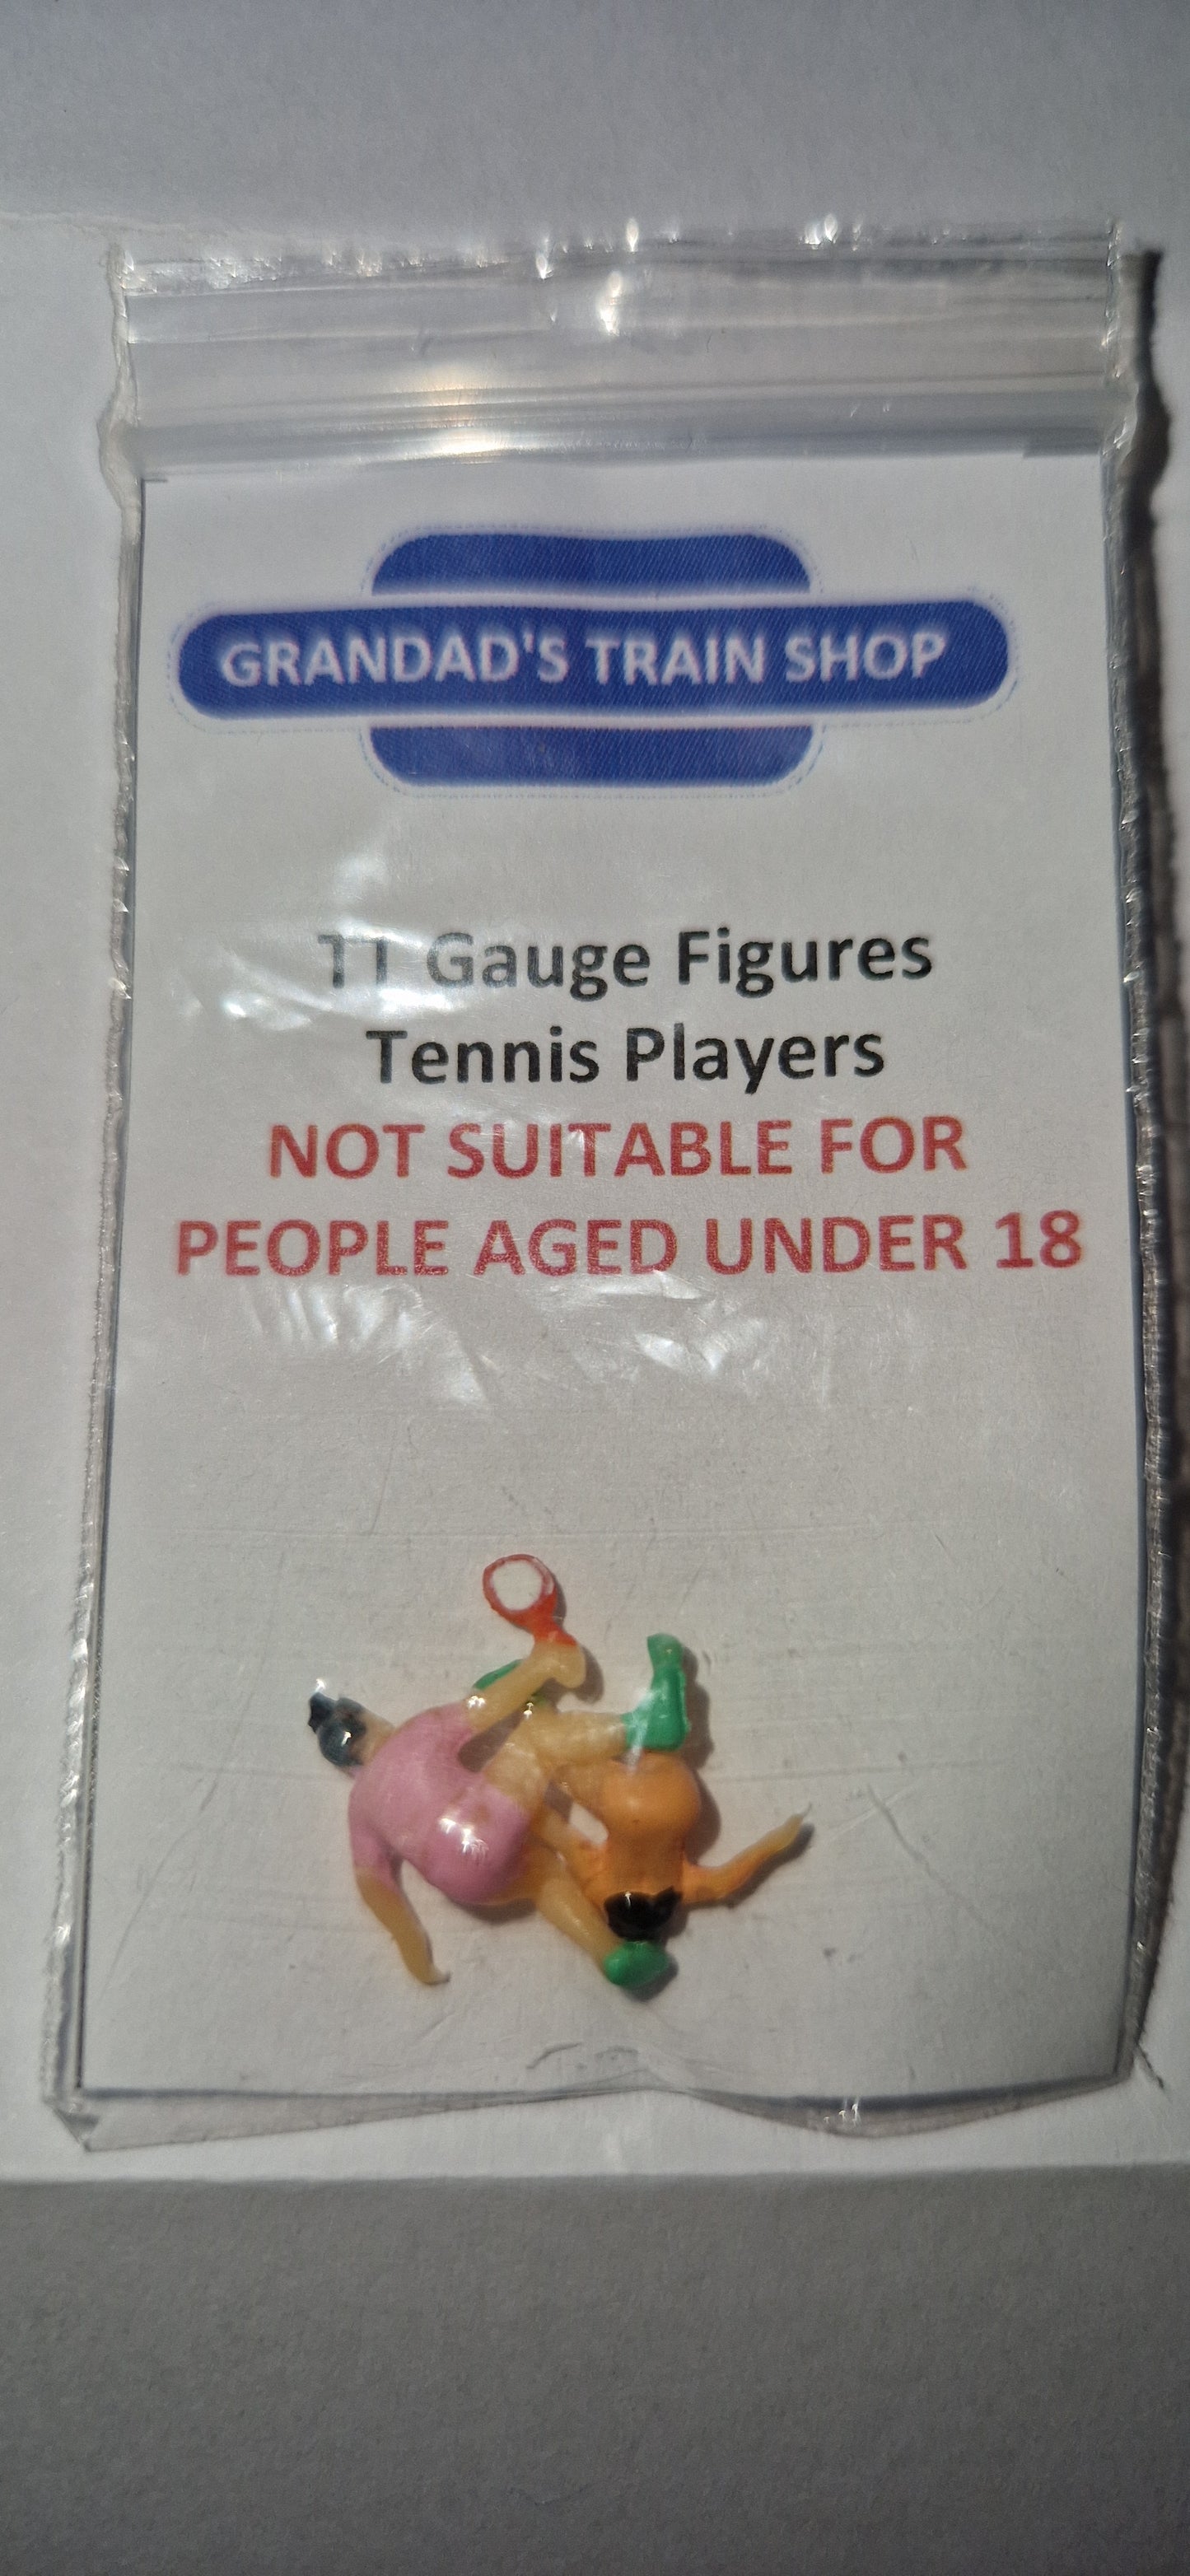 GRANDAD'S TRAIN SHOP
TT Gauge Figures
Tennis Players
NOT SUITABLE FOR
PEOPLE AGED UNDER 18